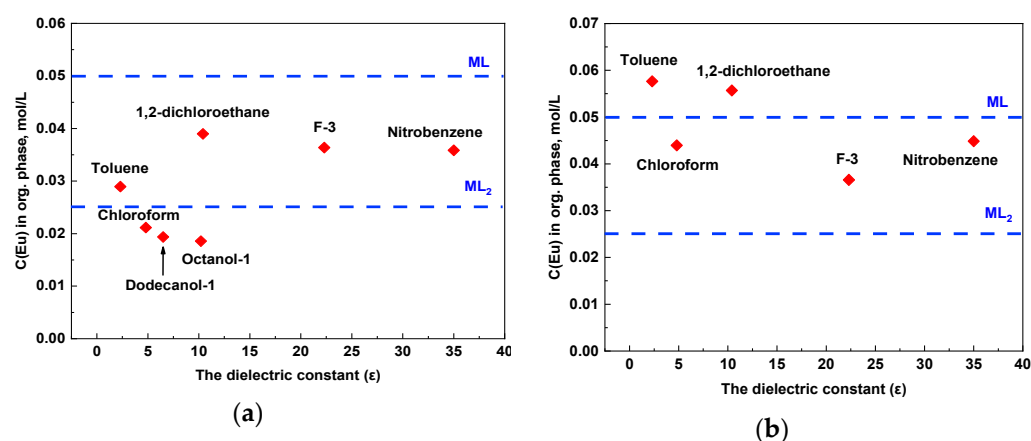 0.06
0.05
0.04
0.03
0.02
0.01
0.00
C(Eu) in org. phase, mol/L
ML
1,2-dichloroethane
F-3
Nitrobenzene
Toluene
ML₂
Chloroform
Octanol-1
Dodecanol-1
0 5 10 15 20 25 30 35 40
The dielectric constant (ε)
(a)
0.07
0.06
0.05
0.04
0.03
0.02
0.01
0.00
C(Eu) in org. phase, mol/L
Toluene
1,2-dichloroethane
ML
Chloroform
F-3
Nitrobenzene
ML₂
0 5 10 15 20 25 30 35 40
The dielectric constant (ε)
(b)